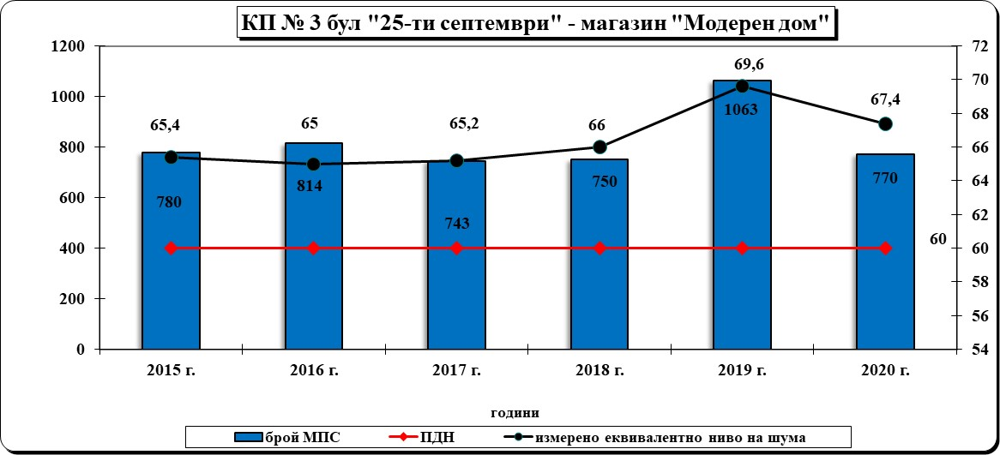 КП № 3 бул "25-ти септември" - магазин "Модерен дом"
1200 72
69,6
1000 70
1063 67,4
68
65,4 65 65,2 66
800 66
780 814 743 750 770
600 64
400 62
60
60
200 58
56
0 54
2015 г. 2016 г. 2017 г. 2018 г. 2019 г. 2020 г.
години
брой МПС ПДН измерено еквивалентно ниво на шума